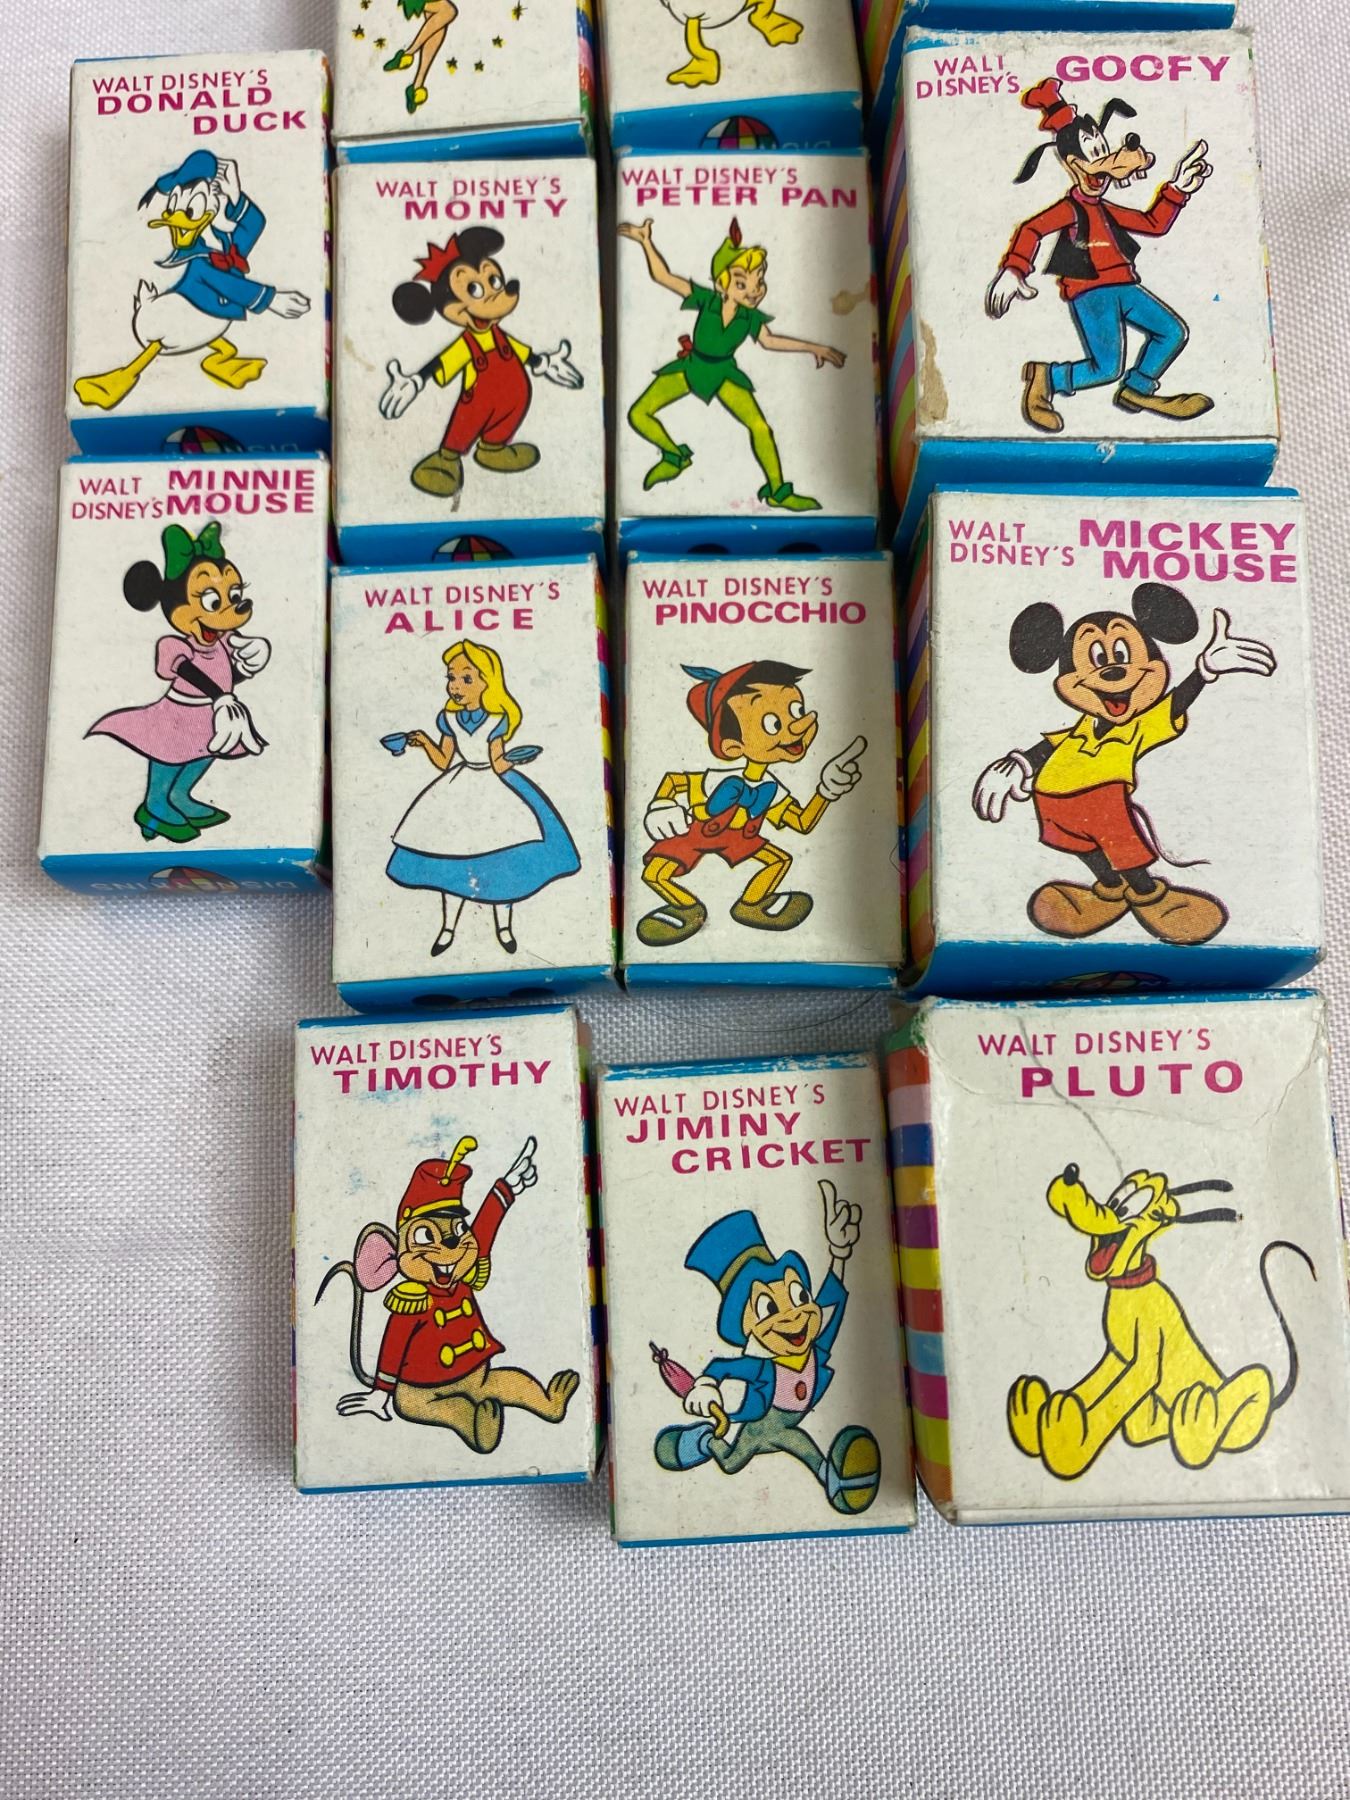 WALT DISNEY'S
DONALD
DUCK
WALT DISNEY'S
MONTY
WALT DISNEY'S
PETER PAN
WALT
DISNEY'S
GOOFY
WALT
DISNEY'S
MINNIE
MOUSE
WALT DISNEY'S
ALICE
WALT DISNEY'S
PINOCCHIO
WALT
DISNEY'S
MICKEY
MOUSE
WALT DISNEY'S
TIMOTHY
WALT DISNEY'S
JIMINY
CRICKET
WALT DISNEY'S
PLUTO